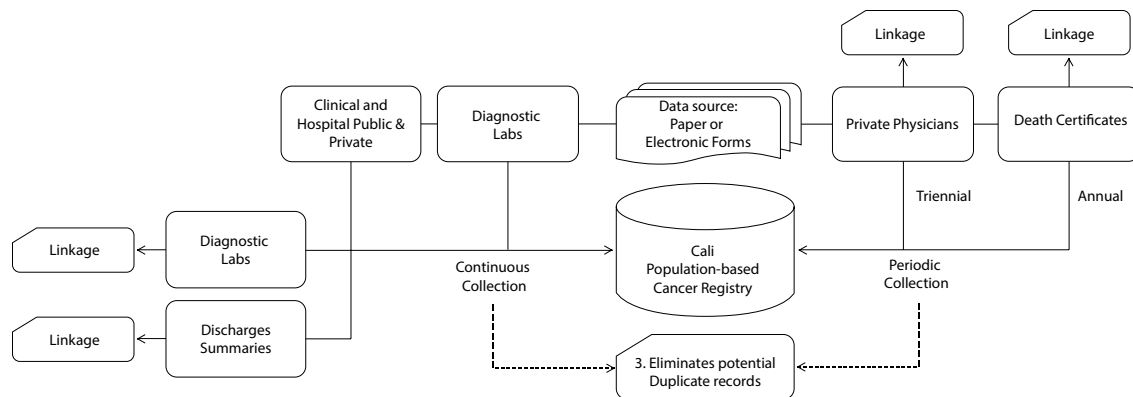 Linkage
Linkage
Clinical and
Hospital Public &
Private
Diagnostic
Labs
Data source:
Paper or
Electronic Forms
Private Physicians
Death Certificates
Triennial
Annual
Linkage
Diagnostic
Labs
Continuous
Collection
Cali
Population-based
Cancer Registry
Periodic
Collection
Linkage
Discharges
Summaries
3. Eliminates potential
Duplicate records